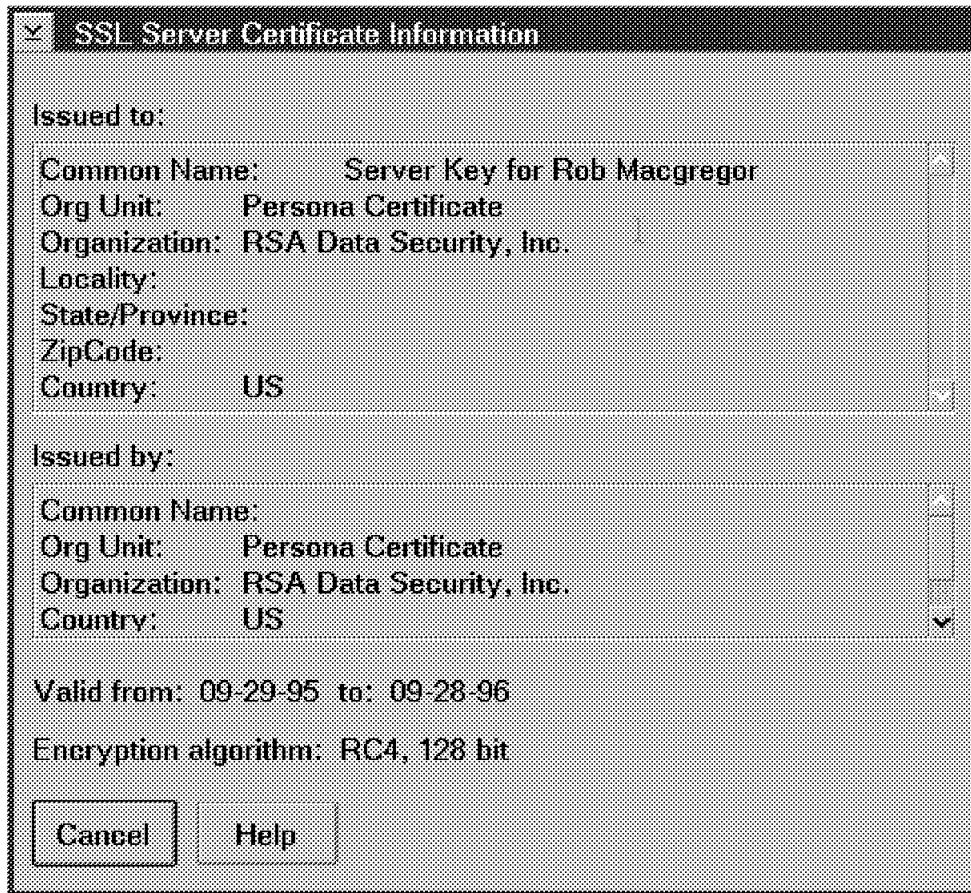 SSL Server Certificate Information
Issued to:
Common Name: Server Key for Rob Macgregor
Org Unit: Persona Certificate
Organization: RSA Data Security, Inc.
Locality:
State/Province:
ZipCode:
Country: US
Issued by:
Common Name:
Org Unit: Persona Certificate
Organization: RSA Data Security, Inc.
Country: US
Valid from: 09-29-95 to: 09-28-96
Encryption algorithm: RC4, 128 bit
Cancel Help